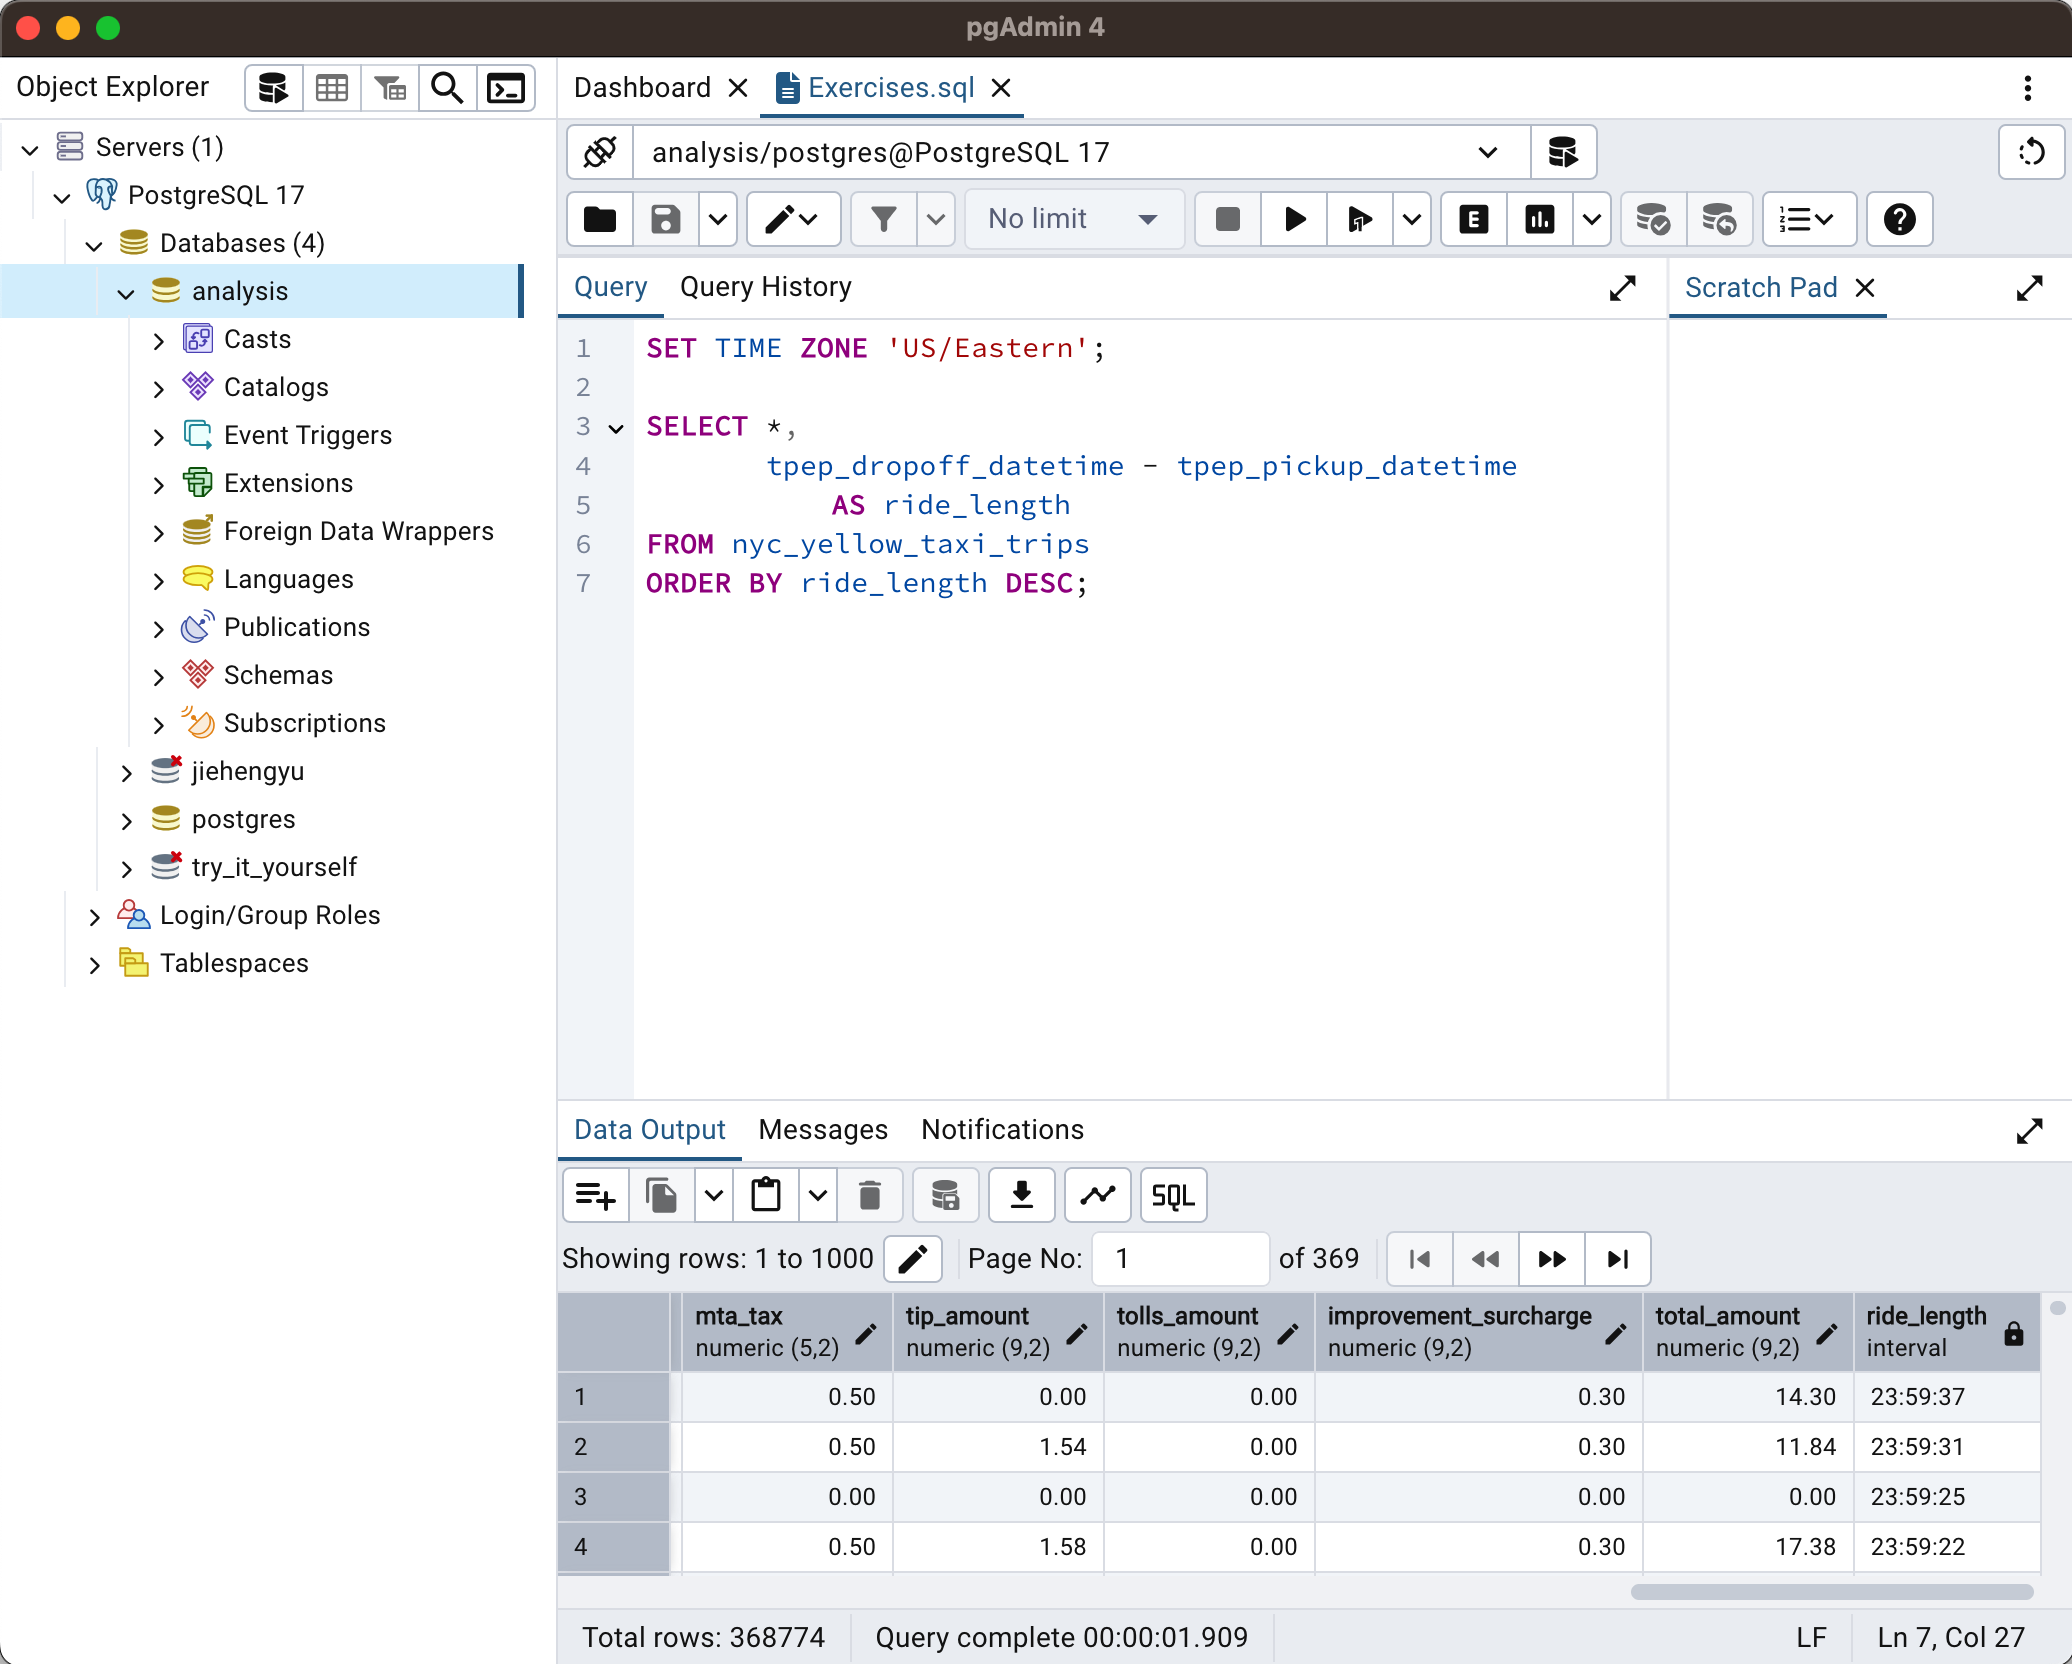 pgAdmin 4
Object Explorer
Servers (1)
PostgreSQL 17
Databases (4)
analysis
Casts
Catalogs
Event Triggers
Extensions
Foreign Data Wrappers
Languages
Publications
Schemas
Subscriptions
jiehengyu
postgres
try_it_yourself
Login/Group Roles
Tablespaces
Dashboard Exercises.sql
analysis/postgres@PostgreSQL 17
No limit E
Query Query History
Scratch Pad
1 SET TIME ZONE 'US/Eastern';
2
3 SELECT *,
4 tpep_dropoff_datetime - tpep_pickup_datetime
5 AS ride_length
6 FROM nyc_yellow_taxi_trips
7 ORDER BY ride_length DESC;
Data Output Messages Notifications
SQL
Showing rows: 1 to 1000 Page No: 1 of 369
mta_tax tip_amount tolls_amount improvement_surcharge total_amount ride_length
numeric (5,2) numeric (9,2) numeric (9,2) numeric (9,2) numeric (9,2) interval
1 0.50 0.00 0.00 0.30 14.30 23:59:37
2 0.50 1.54 0.00 0.30 11.84 23:59:31
3 0.00 0.00 0.00 0.00 0.00 23:59:25
4 0.50 1.58 0.00 0.30 17.38 23:59:22
Total rows: 368774 Query complete 00:00:01.909 LF Ln 7, Col 27